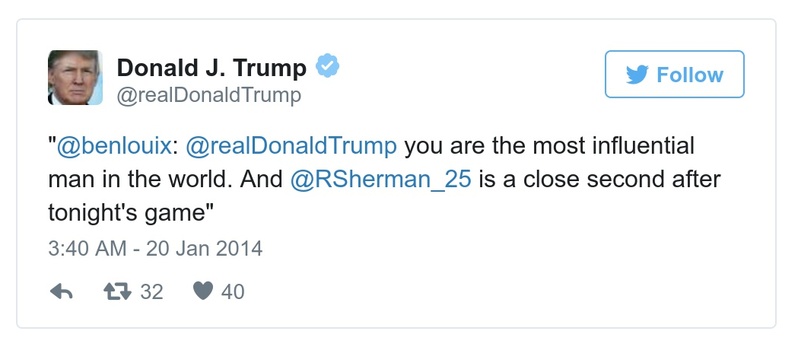 Donald J. Trump
@realDonaldTrump
Follow
"@benlouix: @realDonaldTrump you are the most influential
man in the world. And @RSherman_25 is a close second after
tonight's game"
3:40 AM - 20 Jan 2014
32 40